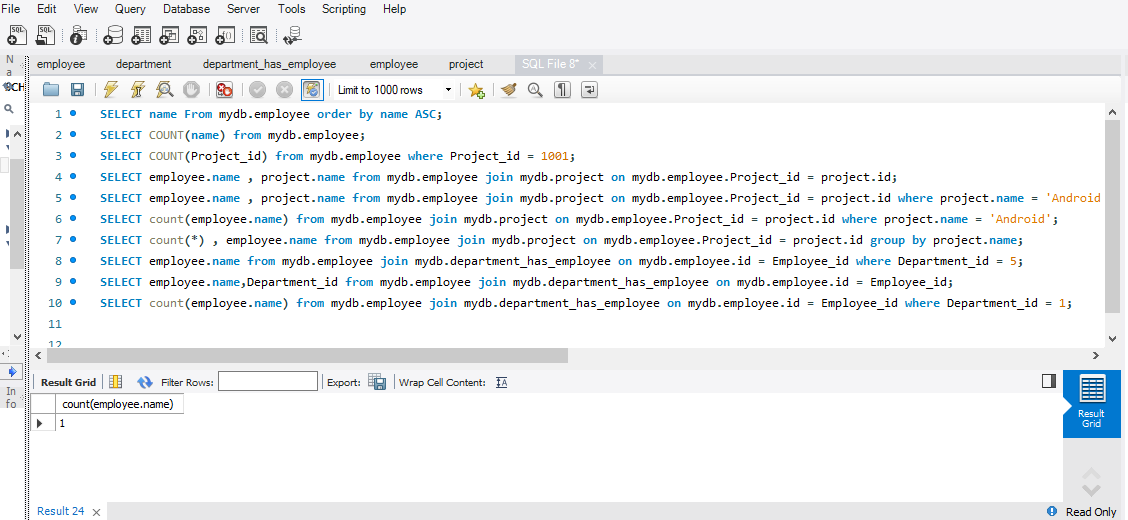 File Edit View Query Database Server Tools Scripting Help
employee department department_has_employee employee project SQL File 8* ×
Limit to 1000 rows
1 SELECT name From mydb.employee order by name ASC;
2 SELECT COUNT(name) from mydb.employee;
3 SELECT COUNT(Project_id) from mydb.employee where Project_id = 1001;
4 SELECT employee.name , project.name from mydb.employee join mydb.project on mydb.employee.Project_id = project.id;
5 SELECT employee.name , project.name from mydb.employee join mydb.project on mydb.employee.Project_id = project.id where project.name = 'Android
6 SELECT count(employee.name) from mydb.employee join mydb.project on mydb.employee.Project_id = project.id where project.name = 'Android';
7 SELECT count(*) , employee.name from mydb.employee join mydb.project on mydb.employee.Project_id = project.id group by project.name;
8 SELECT employee.name from mydb.employee join mydb.department_has_employee on mydb.employee.id = Employee_id where Department_id = 5;
9 SELECT employee.name,Department_id from mydb.employee join mydb.department_has_employee on mydb.employee.id = Employee_id;
10 SELECT count(employee.name) from mydb.employee join mydb.department_has_employee on mydb.employee.id = Employee_id where Department_id = 1;
11
12
Result Grid Filter Rows: Export: Wrap Cell Content:
count(employee.name)
1
Result
Grid
In
fo
Result 24 ×
Read Only